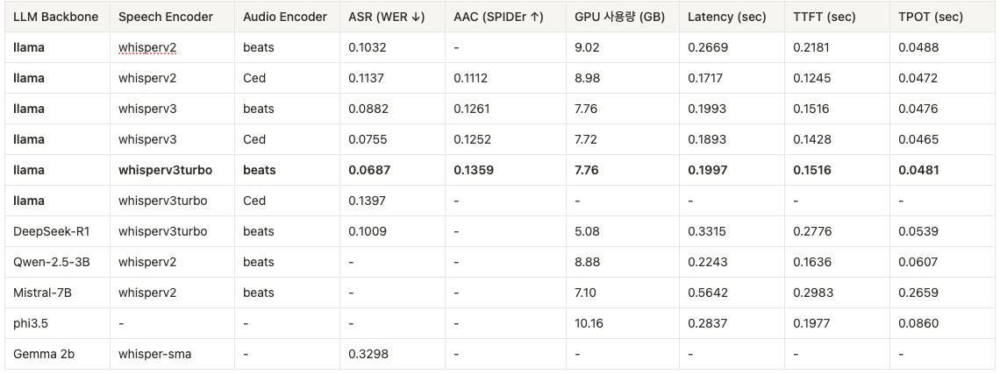 LLM Backbone Speech Encoder Audio Encoder ASR (WER ↓) AAC (SPIDEr ↑) GPU 사용량 (GB) Latency (sec) TTFT (sec) TPOT (sec)
llama whisperv2 beats 0.1032 - 9.02 0.2669 0.2181 0.0488
llama whisperv2 Ced 0.1137 0.1112 8.98 0.1717 0.1245 0.0472
llama whisperv3 beats 0.0882 0.1261 7.76 0.1993 0.1516 0.0476
llama whisperv3 Ced 0.0755 0.1252 7.72 0.1893 0.1428 0.0465
llama whisperv3turbo beats 0.0687 0.1359 7.76 0.1997 0.1516 0.0481
llama whisperv3turbo Ced 0.1397 - - - - -
DeepSeek-R1 whisperv3turbo beats 0.1009 - 5.08 0.3315 0.2776 0.0539
Qwen-2.5-3B whisperv2 beats - - 8.88 0.2243 0.1636 0.0607
Mistral-7B whisperv2 beats - - 7.10 0.5642 0.2983 0.2659
phi3.5 - - - - 10.16 0.2837 0.1977 0.0860
Gemma 2b whisper-sma - 0.3298 - - - - -